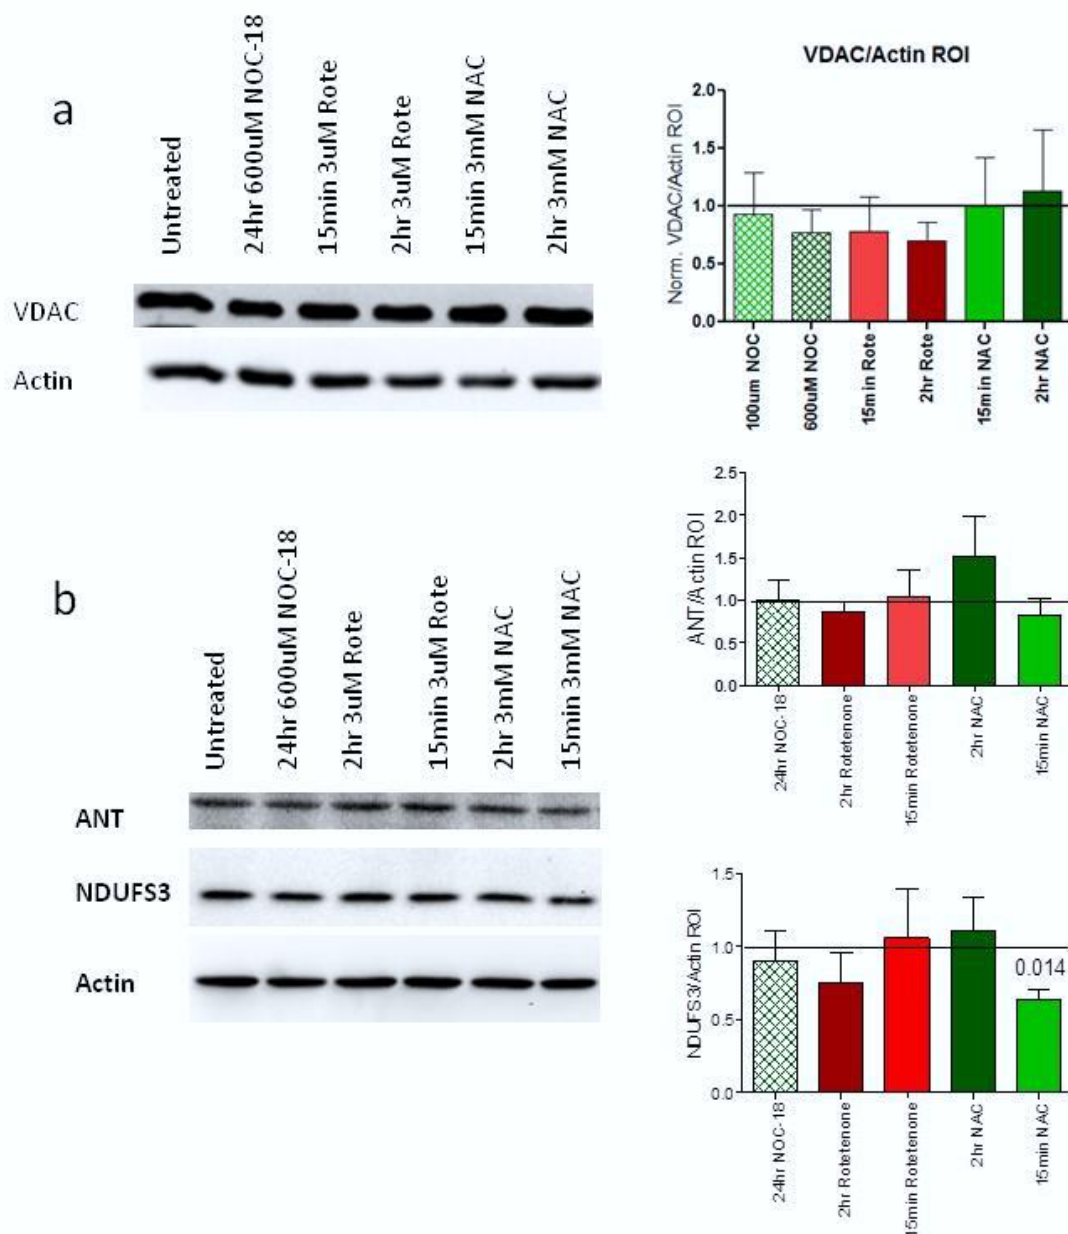 a
Untreated
24hr 600uM NOC-18
15min 3uM Rote
2hr 3uM Rote
15min 3mM NAC
2hr 3mM NAC
VDAC
Actin
VDAC/Actin ROI
Norm. VDAC/Actin ROI
2.0
1.5
1.0
0.5
0.0
100um NOC
600uM NOC
15min Rote
2hr Rote
15min NAC
2hr NAC
b
Untreated
24hr 600uM NOC-18
2hr 3uM Rote
15min 3uM Rote
2hr 3mM NAC
15min 3mM NAC
ANT
NDUFS3
Actin
ANT/Actin ROI
2.5
2.0
1.5
1.0
0.5
0.0
24hr NOC-18
2hr Rotetenone
15min Rotetenone
2hr NAC
15min NAC
NDUFS3/Actin ROI
1.5
1.0
0.5
0.0
0.014
24hr NOC-18
2hr Rotetenone
15min Rotetenone
2hr NAC
15min NAC